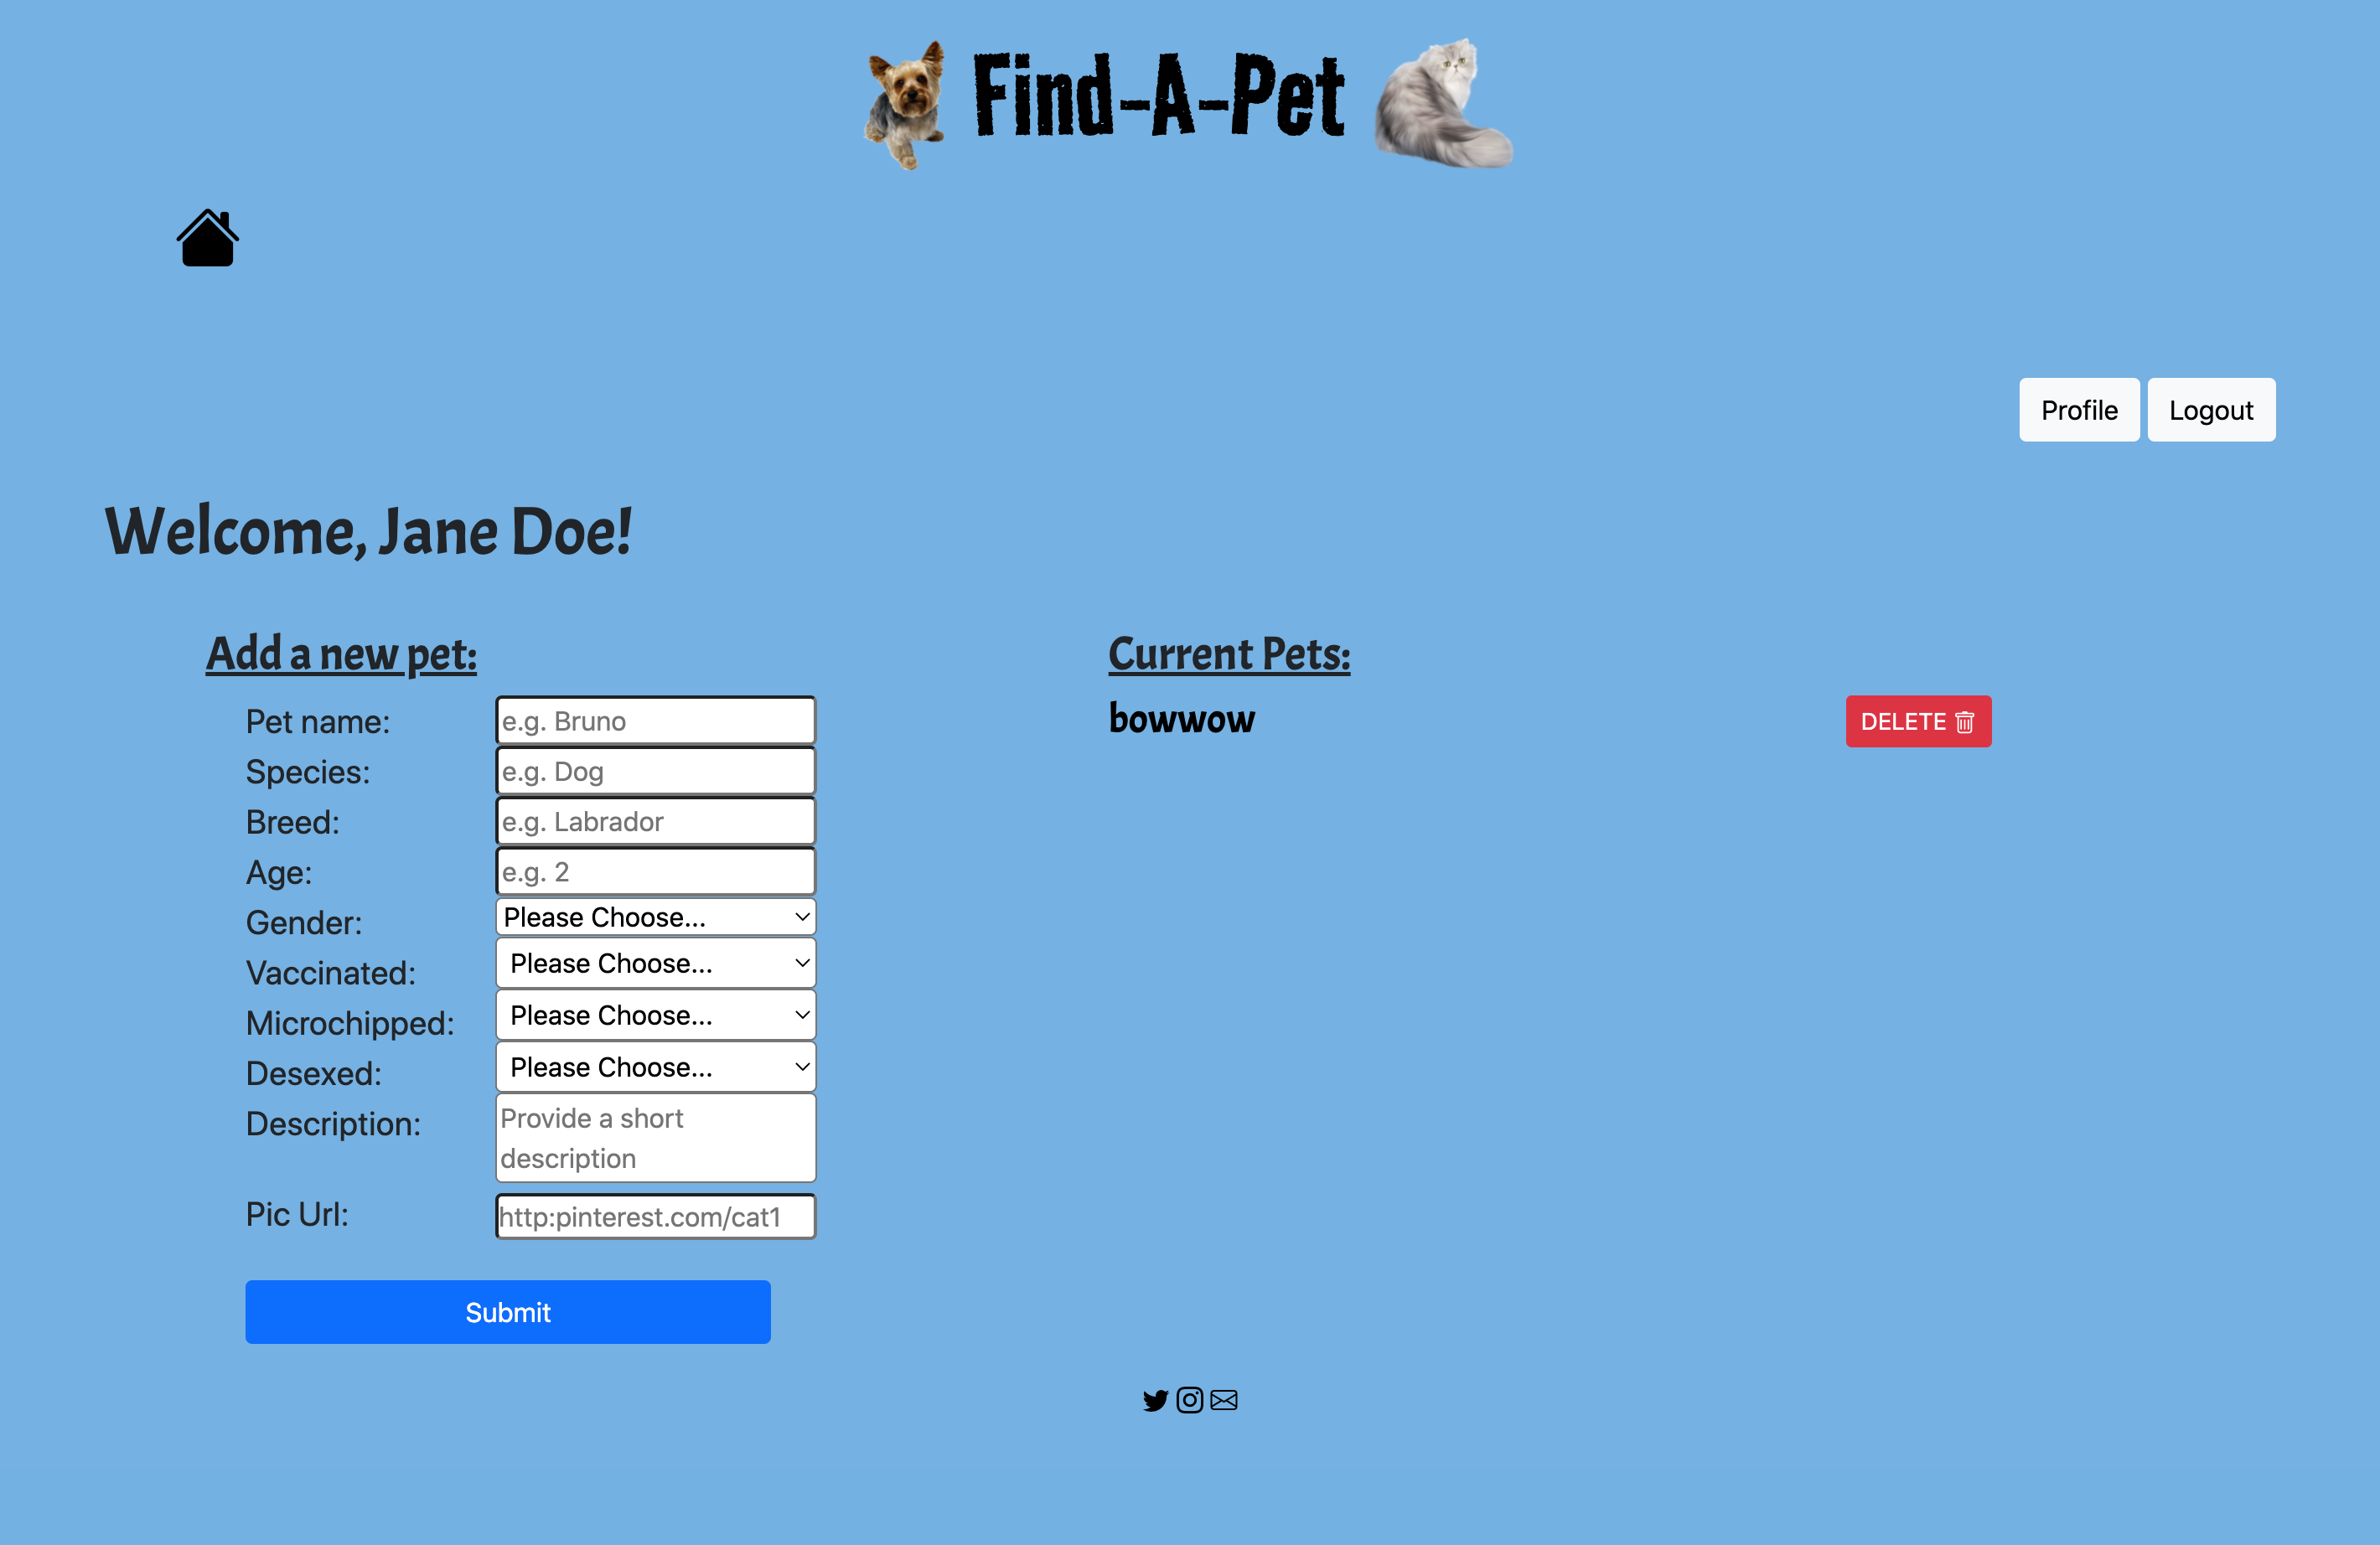 Find-A-Pet
Profile
Logout
Welcome, Jane Doe!
Add a new pet:
Pet name:
e.g. Bruno
Species:
e.g. Dog
Breed:
e.g. Labrador
Age:
e.g. 2
Gender:
Please Choose...
Vaccinated:
Please Choose...
Microchipped:
Please Choose...
Desexed:
Please Choose...
Description:
Provide a short
description
Pic Url:
http:pinterest.com/cat1
Submit
Current Pets:
bowwow
DELETE